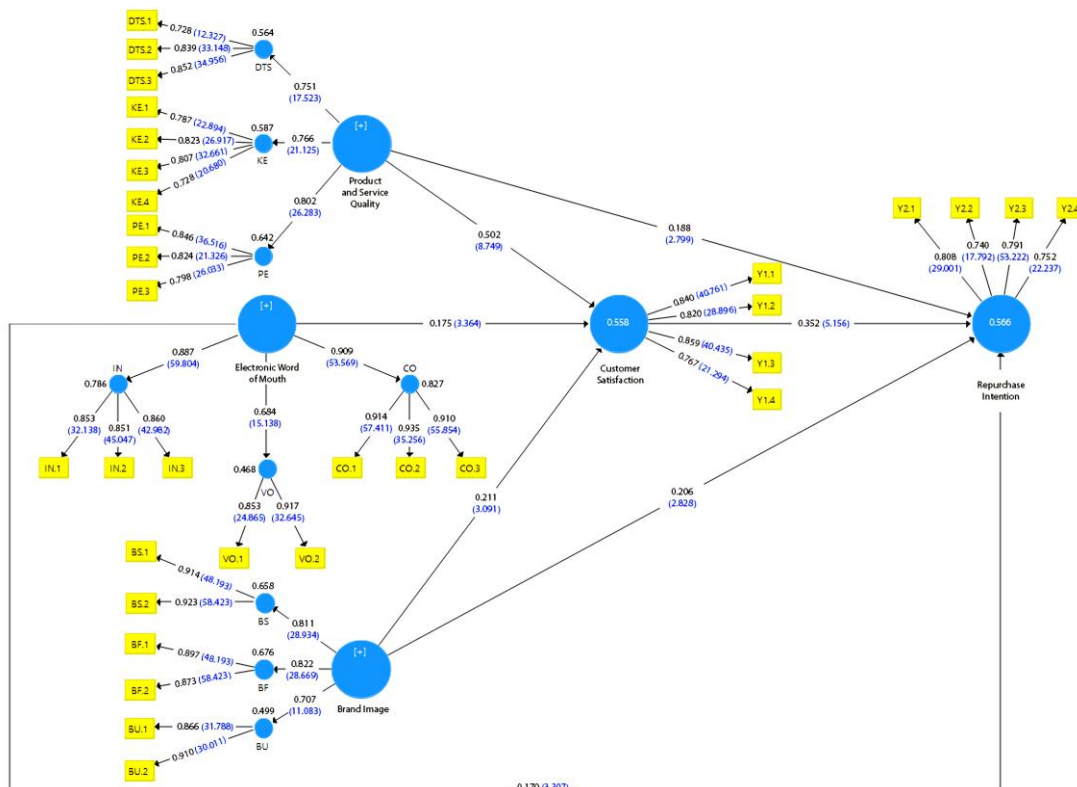 DTS.1
0.728 (12.327)
0.564
DTS.2
0.839 (33.148)
DTS.3
0.852 (34.956)
DTS
0.751
(17.523)
KE.1
0.787 (22.894)
0.587
KE.2
0.823 (26.917)
KE.3
0.807 (32.661)
KE.4
0.728 (20.680)
KE
0.766
(21.125)
[+]
Product
and Service
Quality
0.802
(26.283)
PE.1
0.846 (36.516)
0.642
PE.2
0.824 (21.326)
PE.3
0.798 (26.033)
PE
0.502
(8.749)
0.188
(2.799)
Y2.1
Y2.2
Y2.3
Y2.4
0.808
(29.001)
0.740
(17.792)
0.791
(53.222)
0.752
(22.237)
[+]
Electronic Word
of Mouth
0.175 (3.364)
0.558
Customer
Satisfaction
0.840 (40.761)
Y1.1
0.820 (28.896)
Y1.2
0.859 (40.435)
Y1.3
0.767 (21.294)
Y1.4
0.352 (5.156)
0.566
Repurchase
Intention
0.887
(59.804)
0.909
(53.569)
0.684
(15.138)
IN
0.786
0.853
(32.138)
0.851
(45.047)
0.860
(42.982)
IN.1
IN.2
IN.3
CO
0.827
0.914
(57.411)
0.935
(35.256)
0.910
(55.854)
CO.1
CO.2
CO.3
0.468
VO
0.853
(24.865)
0.917
(32.645)
VO.1
VO.2
0.211
(3.091)
0.206
(2.828)
BS.1
0.914 (48.193)
0.658
BS.2
0.923 (58.423)
BS
0.811
(28.934)
BF.1
0.897 (48.193)
0.676
BF.2
0.873 (58.423)
BF
0.822
(28.669)
[+]
Brand Image
0.707
(11.083)
BU.1
0.866 (31.788)
0.499
BU.2
0.910 (30.011)
BU